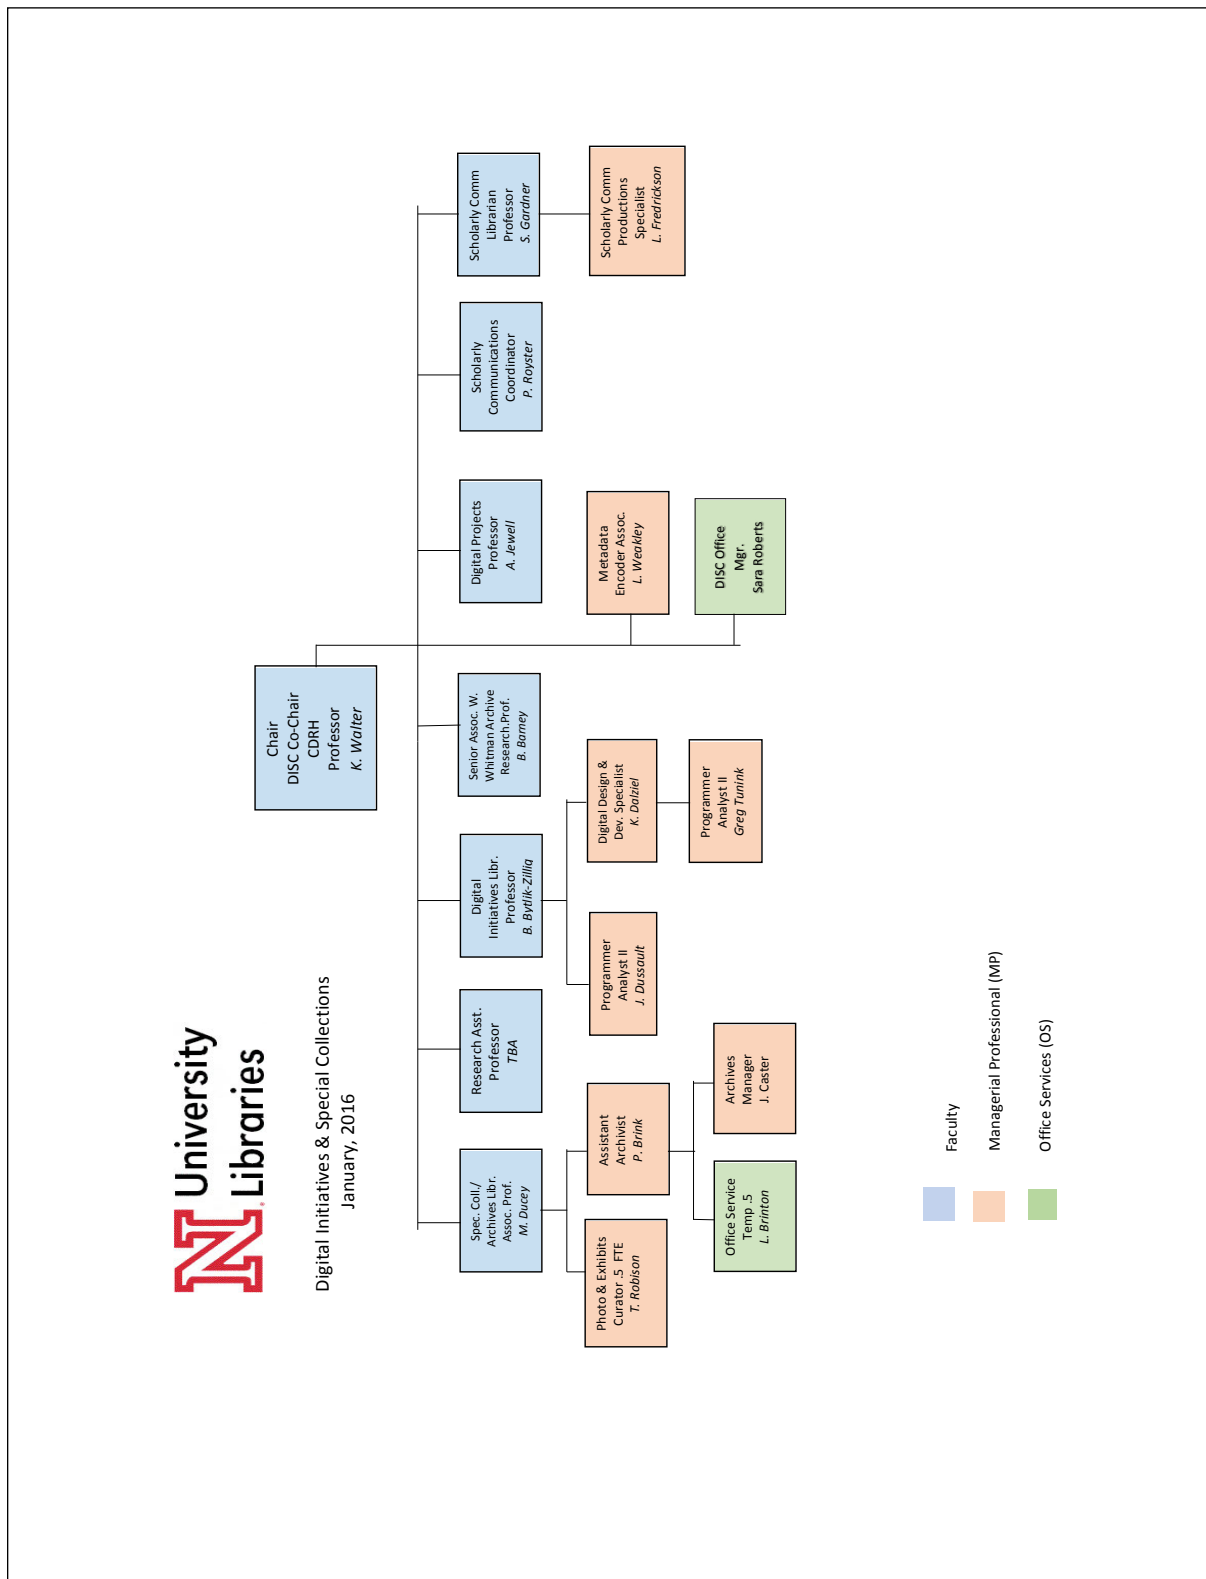 N University
Libraries
Digital Initiatives & Special Collections
January, 2016
Chair
DISC Co-Chair
CDRH
Professor
K. Walter
Spec. Coll./
Archives Libr.
Assoc. Prof.
M. Ducey
Research Asst.
Professor
TBA
Digital
Initiatives Libr.
Professor
B. Bytlik-Zilliq
Senior Assoc. W.
Whitman Archive
Research.Prof.
B. Barney
Digital Projects
Professor
A. Jewell
Scholarly
Communications
Coordinator
P. Royster
Scholarly Comm
Librarian
Professor
S. Gardner
Photo & Exhibits
Curator .5 FTE
T. Robison
Assistant
Archivist
P. Brink
Programmer
Analyst II
J. Dussault
Digital Design &
Dev. Specialist
K. Dalziel
Metadata
Encoder Assoc.
L. Weakley
Scholarly Comm
Productions
Specialist
L. Fredrickson
Office Service
Temp .5
L. Brinton
Archives
Manager
J. Caster
Programmer
Analyst II
Greg Tunink
DISC Office
Mgr.
Sara Roberts
Faculty
Managerial Professional (MP)
Office Services (OS)